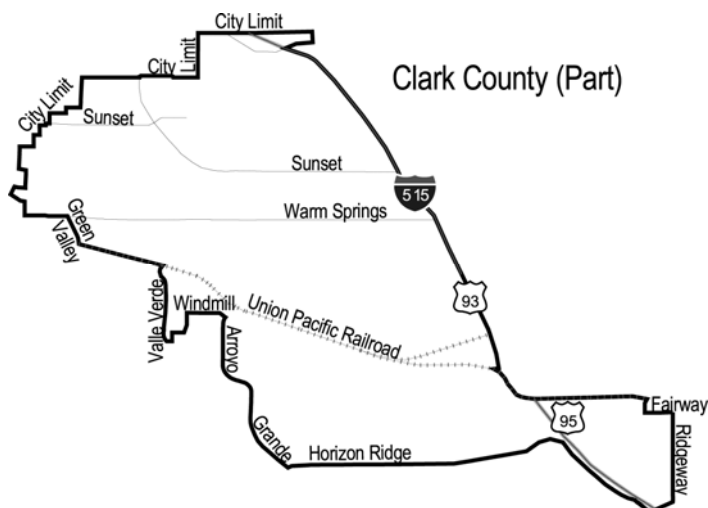 City Limit
City
Limit
Clark County (Part)
City Limit
Sunset
Sunset
515
Green
Valley
Warm Springs
93
Valle Verde
Windmill
Union Pacific Railroad
Arroyo
Grande
Fairway
95
Ridgeway
Horizon Ridge